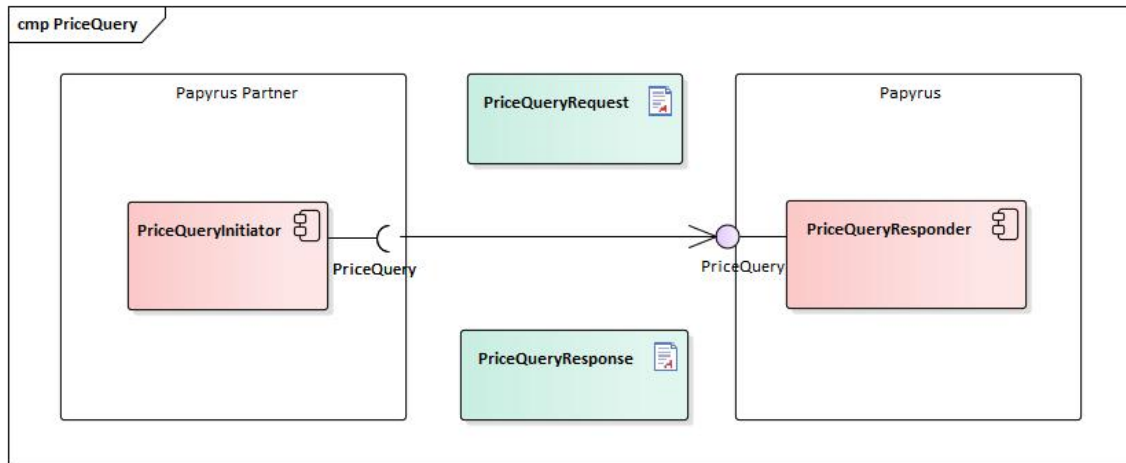 cmp PriceQuery
Papyrus Partner
PriceQueryRequest
Papyrus
PriceQueryInitiator
PriceQueryResponder
PriceQuery
PriceQuery
PriceQueryResponse